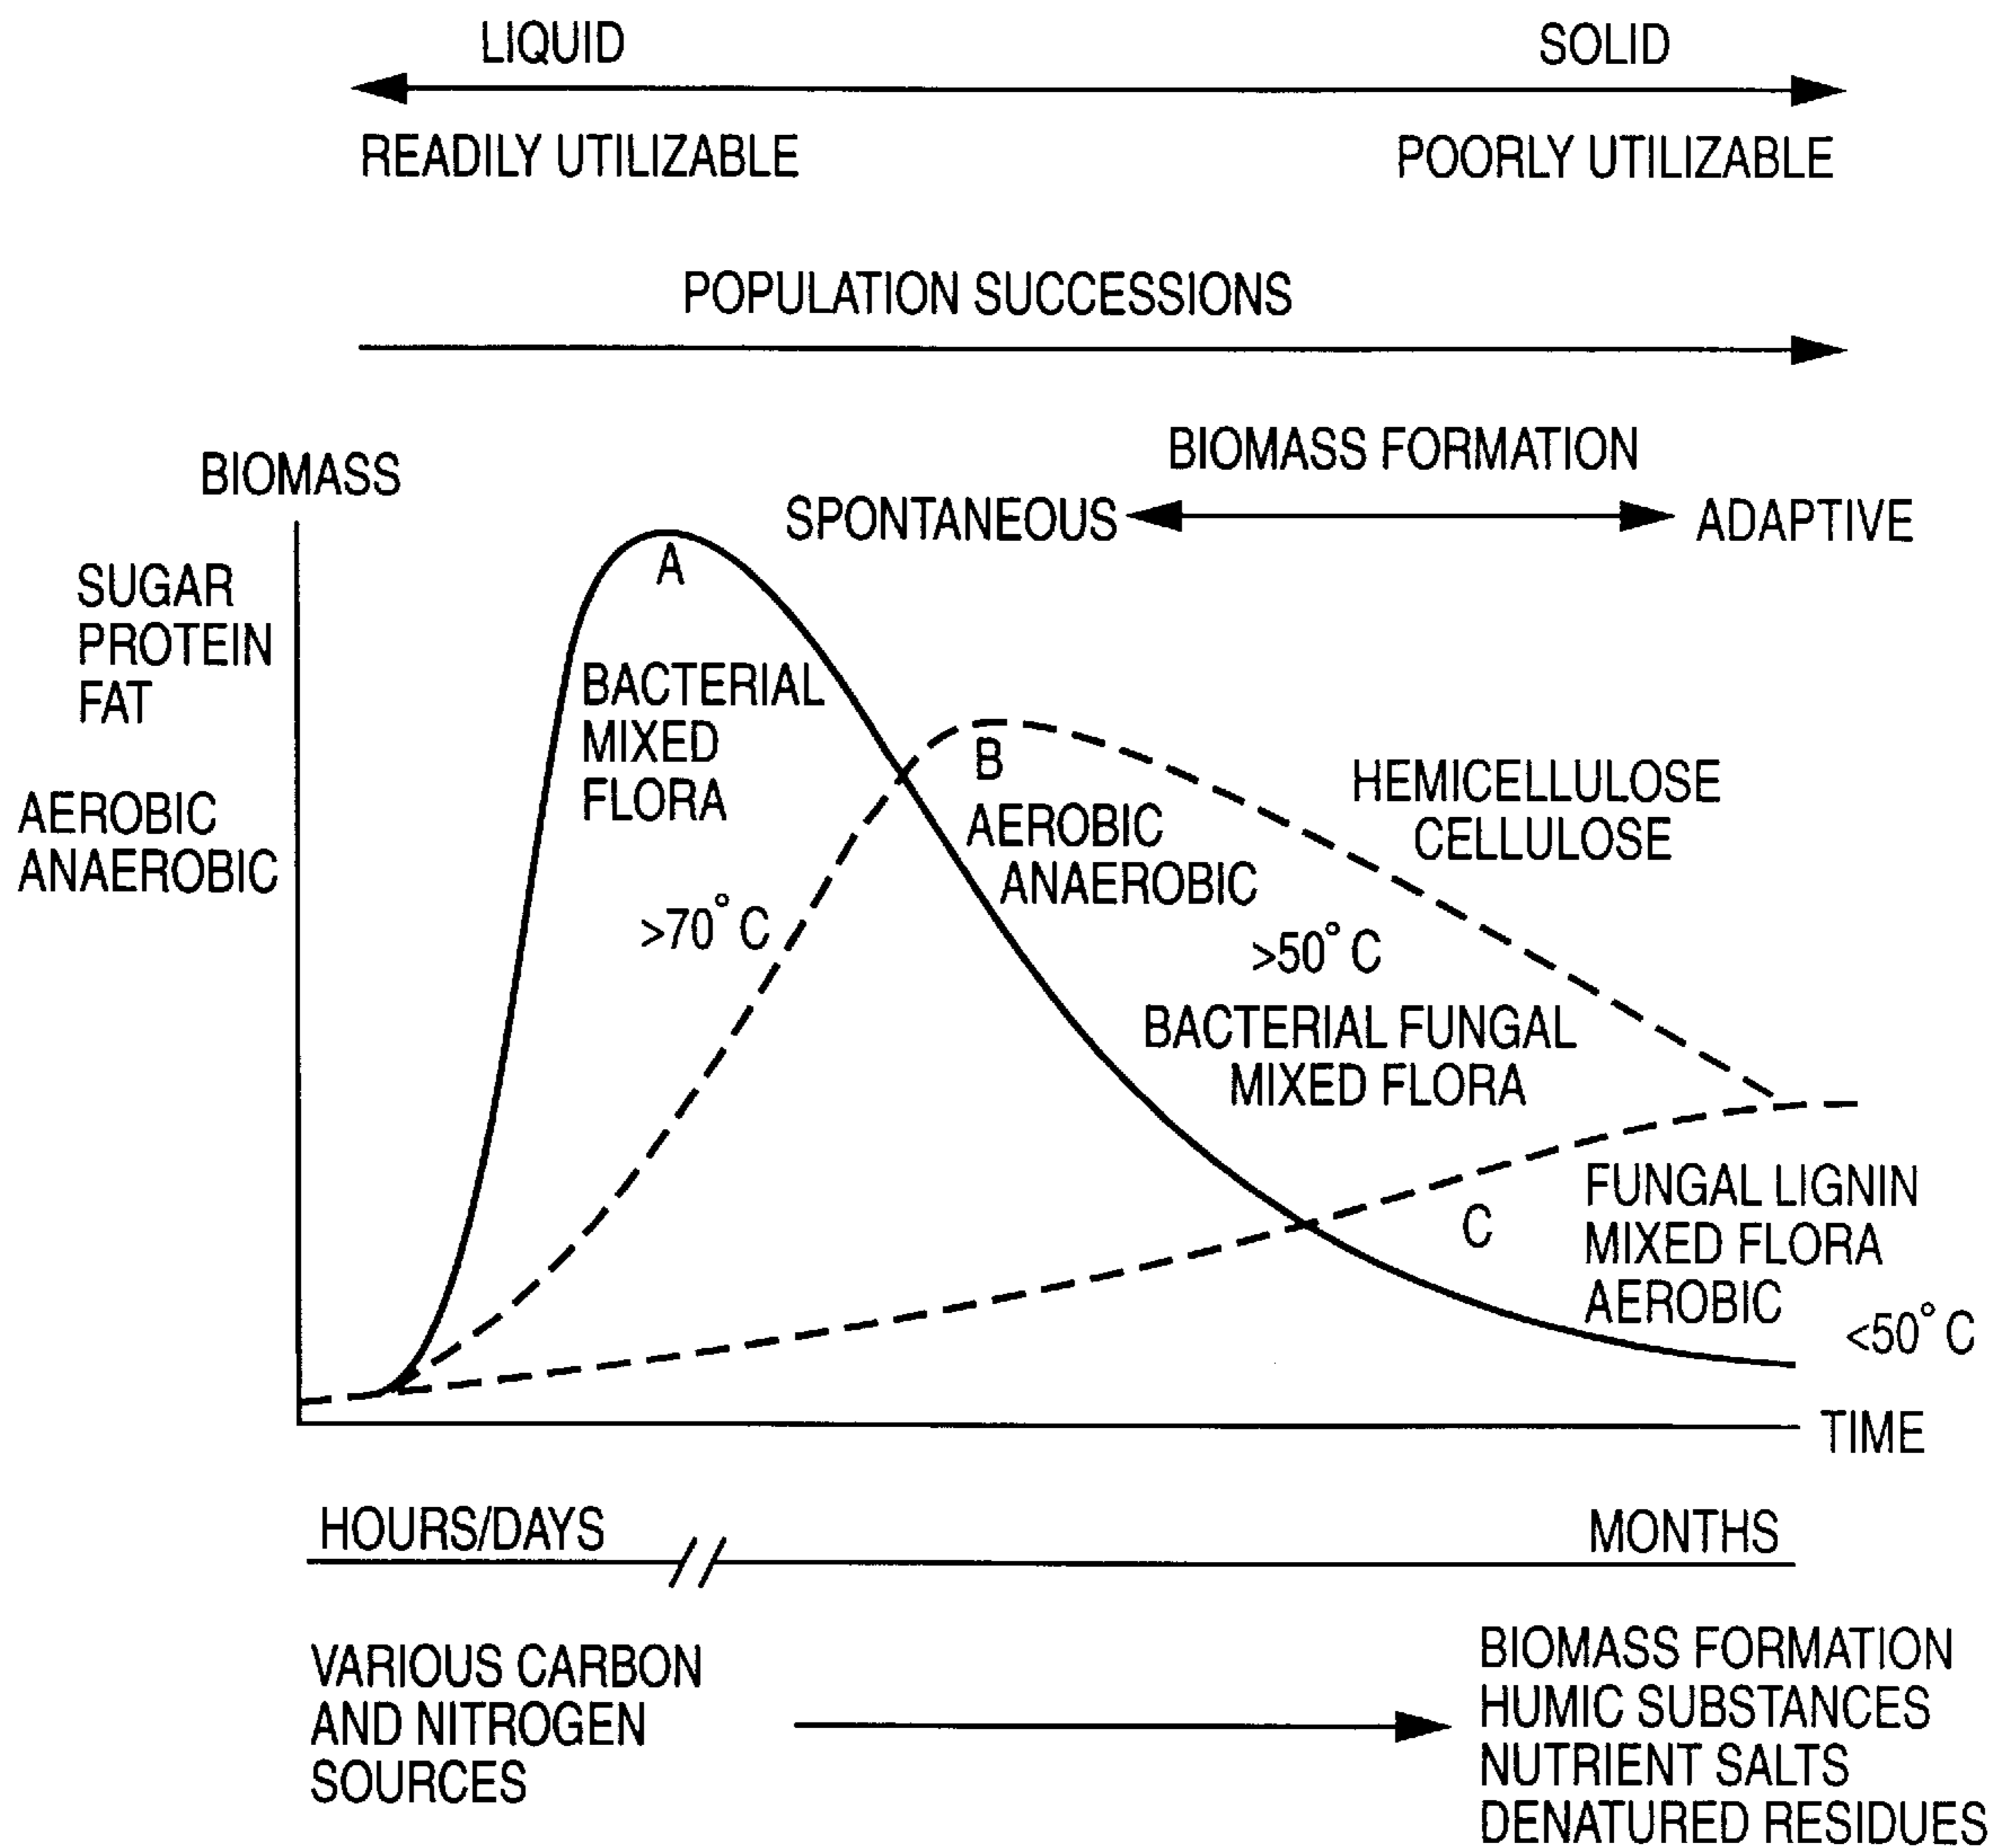 LIQUID
SOLID
READILY UTILIZABLE
POORLY UTILIZABLE
POPULATION SUCCESSIONS
BIOMASS FORMATION
SPONTANEOUS
ADAPTIVE
BIOMASS
SUGAR
PROTEIN
FAT
AEROBIC
ANAEROBIC
A
BACTERIAL
MIXED
FLORA
>70°C
B
AEROBIC
ANAEROBIC
HEMICELLULOSE
CELLULOSE
>50°C
BACTERIAL FUNGAL
MIXED FLORA
C
FUNGAL LIGNIN
MIXED FLORA
AEROBIC
<50°C
TIME
HOURS/DAYS
MONTHS
VARIOUS CARBON
AND NITROGEN
SOURCES
BIOMASS FORMATION
HUMIC SUBSTANCES
NUTRIENT SALTS
DENATURED RESIDUES